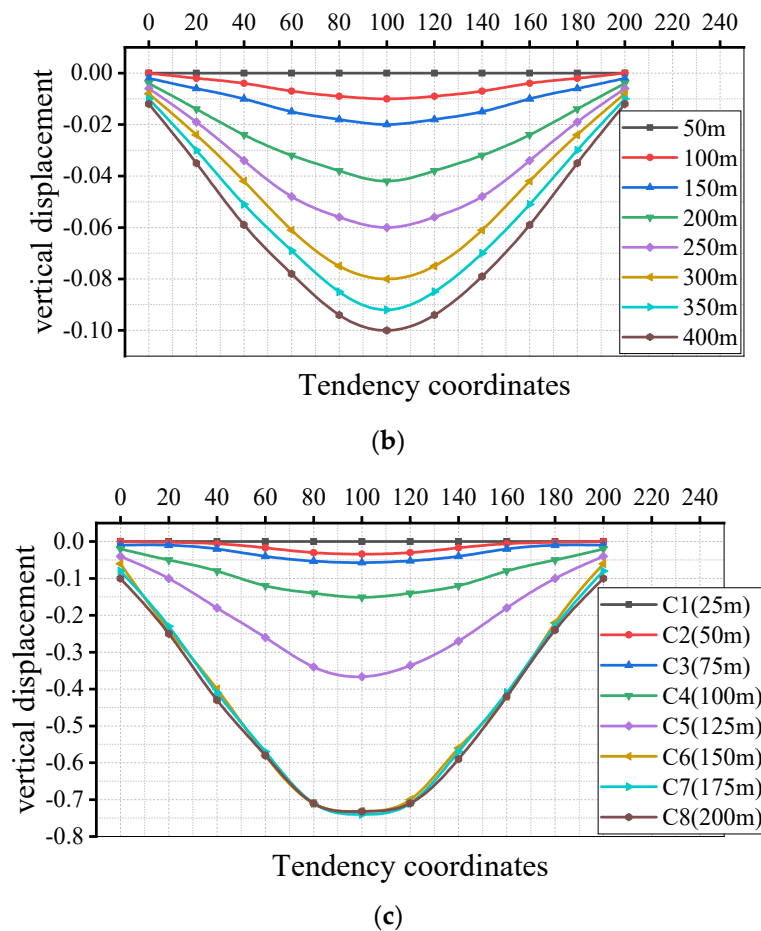 0 20 40 60 80 100 120 140 160 180 200 220 240
0.00
-0.02
-0.04
-0.06
-0.08
-0.10
vertical displacement
50m
100m
150m
200m
250m
300m
350m
400m
Tendency coordinates
(b)
0 20 40 60 80 100 120 140 160 180 200 220 240
0.0
-0.1
-0.2
-0.3
-0.4
-0.5
-0.6
-0.7
-0.8
vertical displacement
C1(25m)
C2(50m)
C3(75m)
C4(100m)
C5(125m)
C6(150m)
C7(175m)
C8(200m)
Tendency coordinates
(c)